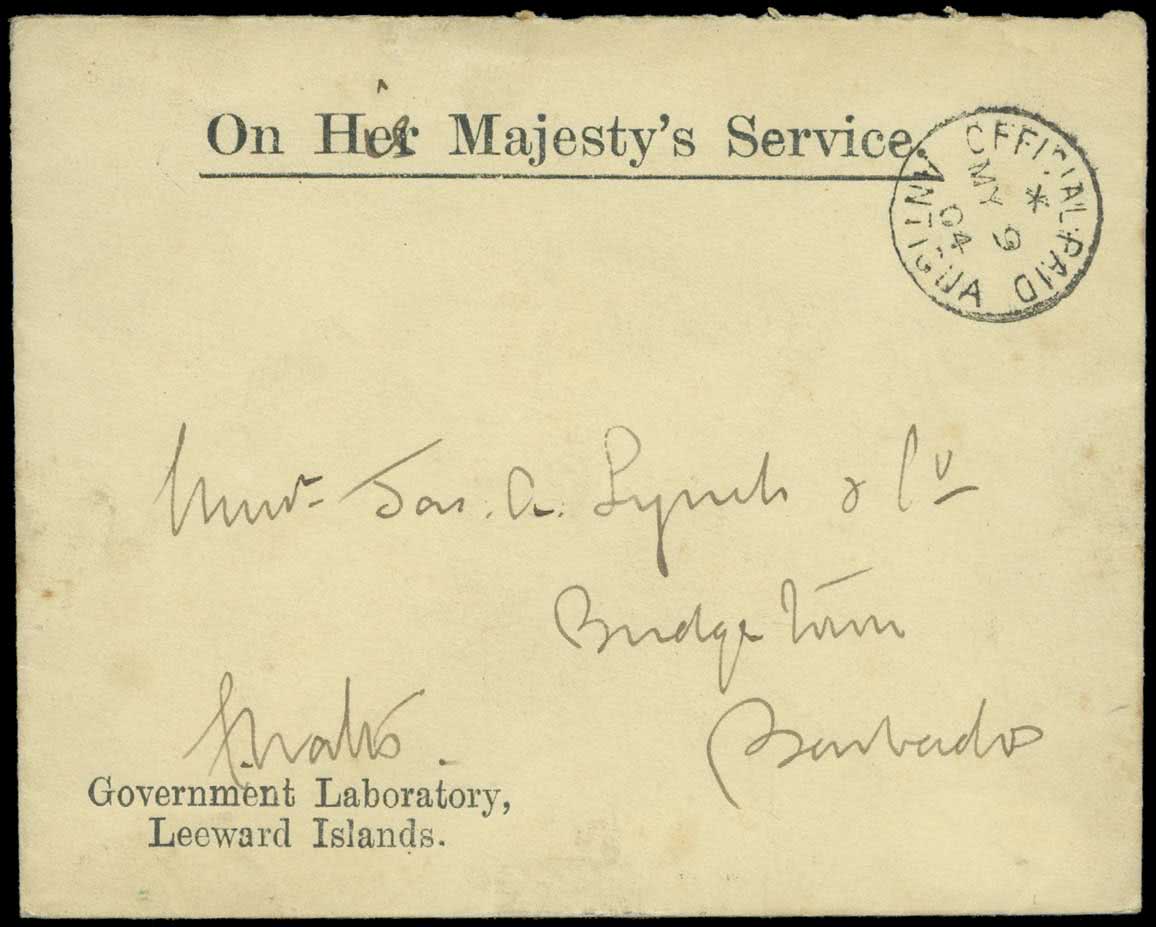 On His Majesty's Service.
OFFICIAL PAID
ANTIGUA
MY 9
04
Messrs Jas. A. Lynch & Co
Bridgetown
Barbados
Government Laboratory,
Leeward Islands.